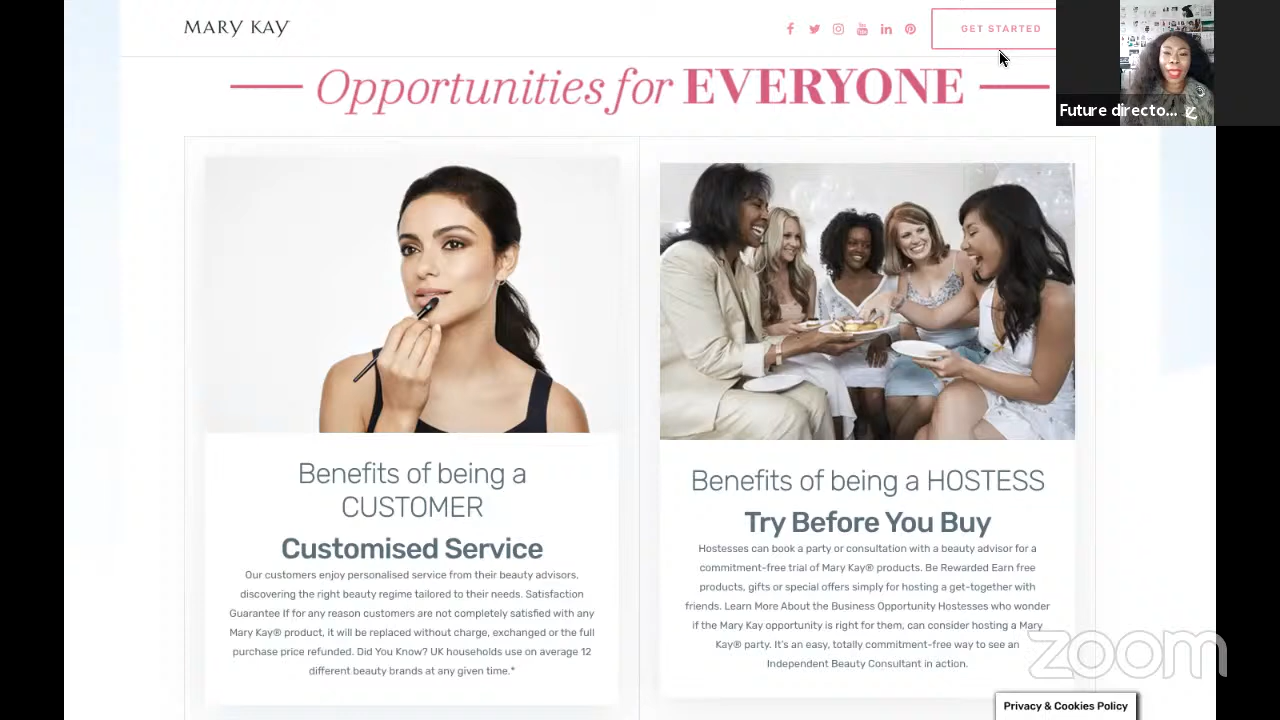 MARY KAY
GET STARTED
Future directo...
Opportunities for EVERYONE
Benefits of being a
CUSTOMER
Customised Service
Our customers enjoy personalised service from their beauty advisors,
discovering the right beauty regime tailored to their needs. Satisfaction
Guarantee If for any reason customers are not completely satisfied with any
Mary Kay® product, it will be replaced without charge, exchanged or the full
purchase price refunded. Did You Know? UK households use on average 12
different beauty brands at any given time.*
Benefits of being a HOSTESS
Try Before You Buy
Hostesses can book a party or consultation with a beauty advisor for a
commitment-free trial of Mary Kay® products. Be Rewarded Earn free
products, gifts or special offers simply for hosting a get-together with
friends. Learn More About the Business Opportunity Hostesses who wonder
if the Mary Kay opportunity is right for them, can consider hosting a Mary
Kay® party. It's an easy, totally commitment-free way to see an
Independent Beauty Consultant in action.
zoom
Privacy & Cookies Policy